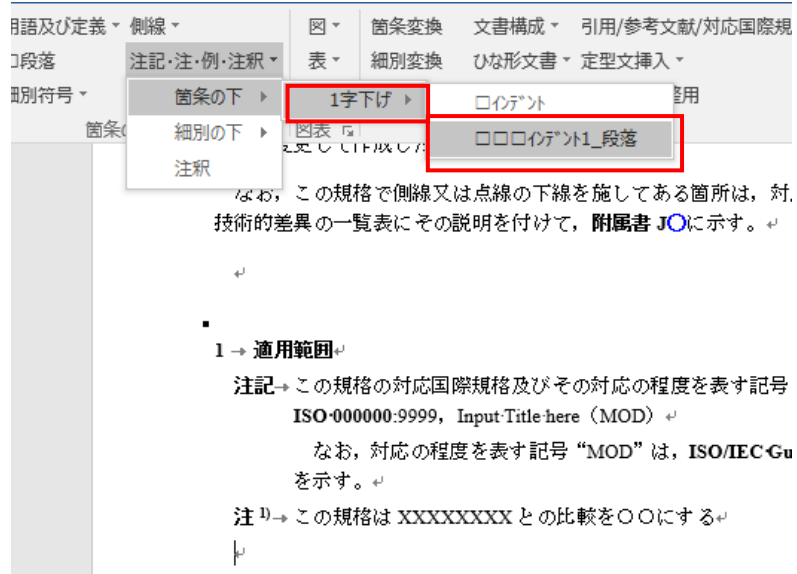 用語及び定義 側線 図 箇条変換 文書構成 引用/参考文献/対応国際規
段落 注記・注・例・注釈 表 細別変換 ひな形文書 定型文挿入
細別符号 箇条の下 1字下げ □インデント 用
箇条 細別の下 図表 □□□インデント1_段落
注釈
変更して作成した
なお，この規格で側線又は点線の下線を施してある箇所は，対
技術的差異の一覧表にその説明を付けて，附属書 J○に示す。
1 → 適用範囲
注記→この規格の対応国際規格及びその対応の程度を表す記号
ISO·000000:9999，Input·Title·here（MOD）
なお，対応の程度を表す記号“MOD”は，ISO/IEC·Gu
を示す。
注 1)→この規格は XXXXXXXX との比較を〇〇にする